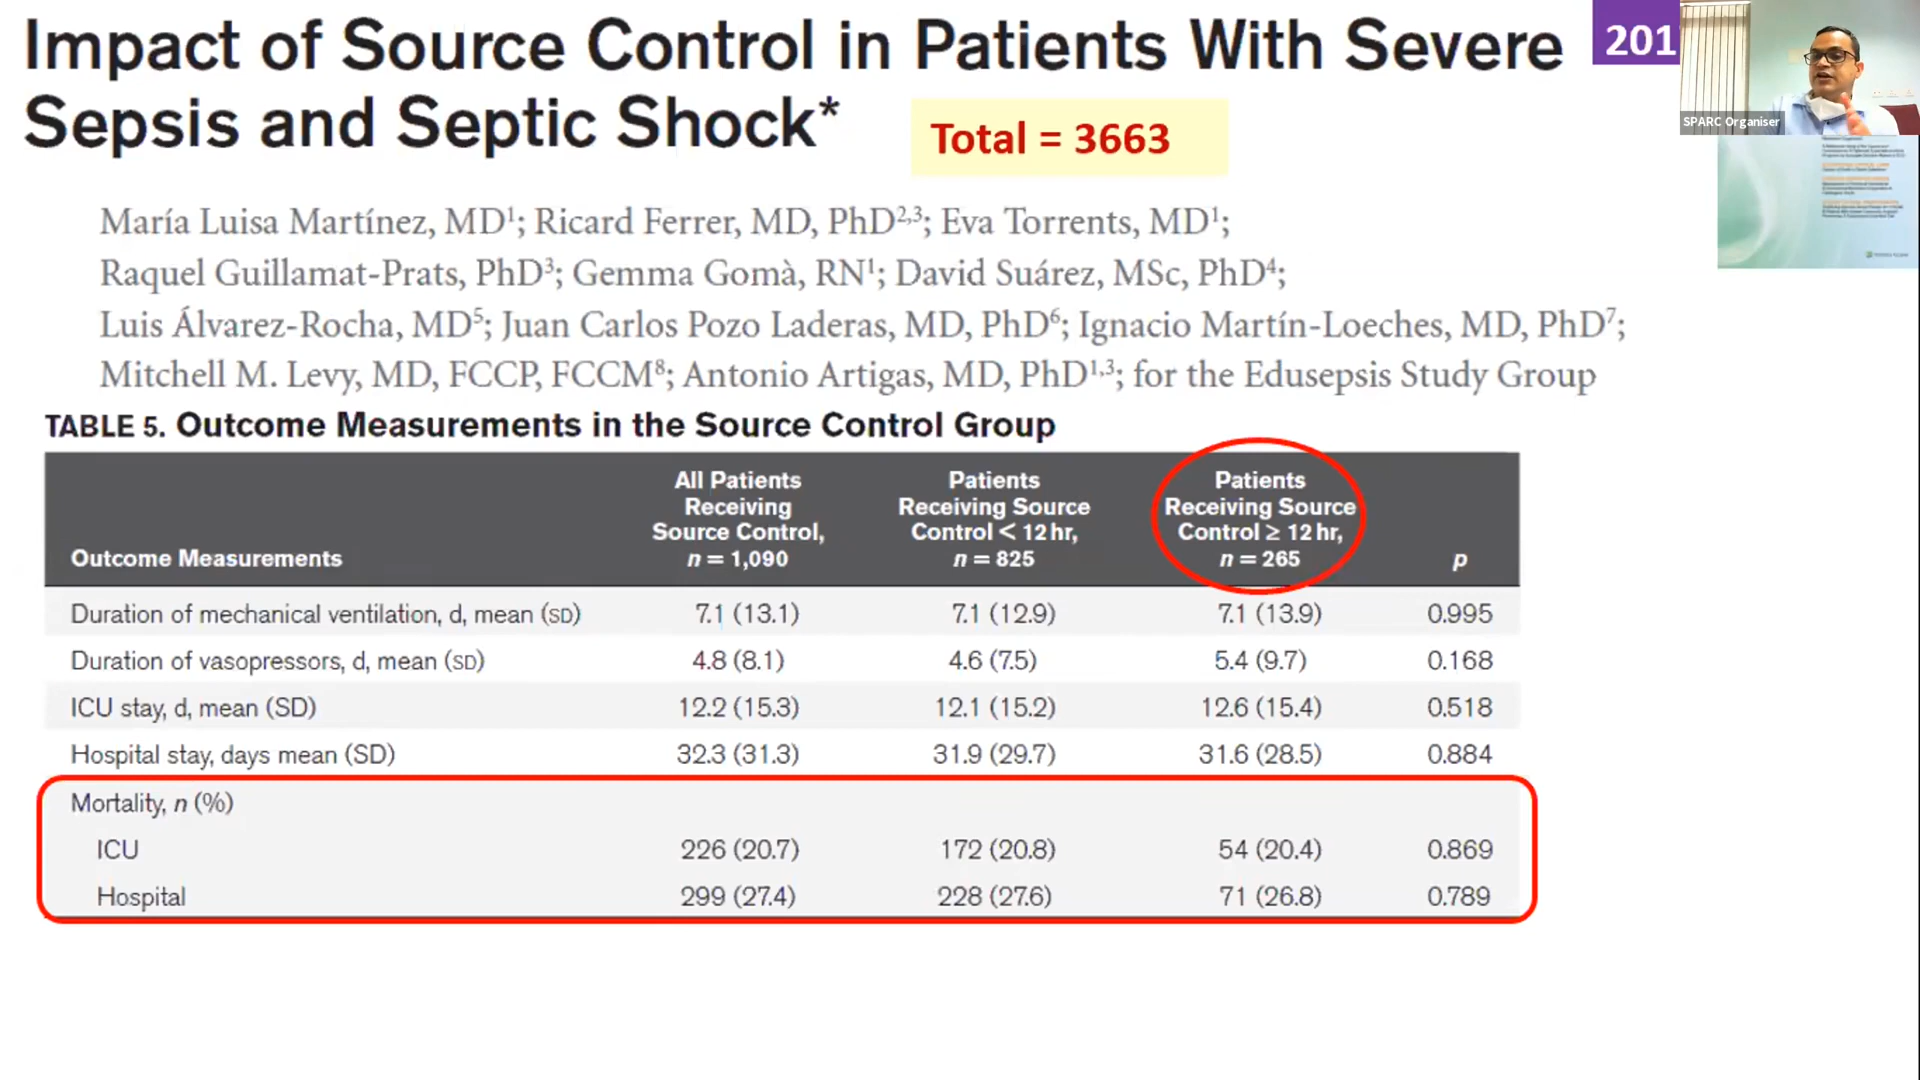 Impact of Source Control in Patients With Severe
Sepsis and Septic Shock*
201
Total = 3663
SPARC Organiser
María Luisa Martínez, MD1; Ricard Ferrer, MD, PhD2,3; Eva Torrents, MD1;
Raquel Guillamat-Prats, PhD3; Gemma Gomà, RN1; David Suárez, MSc, PhD4;
Luis Álvarez-Rocha, MD5; Juan Carlos Pozo Laderas, MD, PhD6; Ignacio Martín-Loeches, MD, PhD7;
Mitchell M. Levy, MD, FCCP, FCCM8; Antonio Artigas, MD, PhD1,3; for the Edusepsis Study Group
TABLE 5. Outcome Measurements in the Source Control Group
Outcome Measurements
All Patients
Receiving
Source Control,
n = 1,090
Patients
Receiving Source
Control < 12 hr,
n = 825
Patients
Receiving Source
Control ≥ 12 hr,
n = 265
p
Duration of mechanical ventilation, d, mean (SD) 7.1 (13.1) 7.1 (12.9) 7.1 (13.9) 0.995
Duration of vasopressors, d, mean (SD) 4.8 (8.1) 4.6 (7.5) 5.4 (9.7) 0.168
ICU stay, d, mean (SD) 12.2 (15.3) 12.1 (15.2) 12.6 (15.4) 0.518
Hospital stay, days mean (SD) 32.3 (31.3) 31.9 (29.7) 31.6 (28.5) 0.884
Mortality, n (%)
ICU 226 (20.7) 172 (20.8) 54 (20.4) 0.869
Hospital 299 (27.4) 228 (27.6) 71 (26.8) 0.789